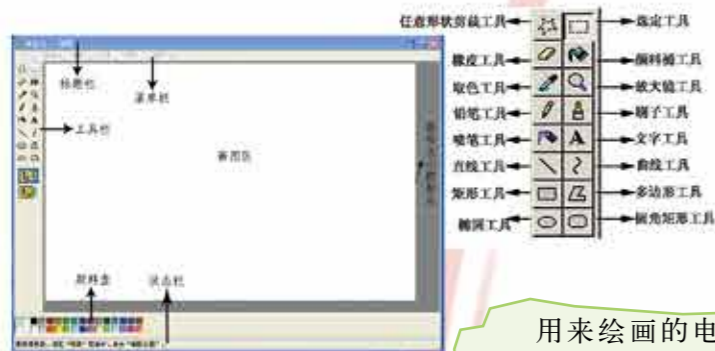 标题栏
菜单栏
工具栏
画图区
颜料盒
状态栏
任意形状剪裁工具
选定工具
橡皮工具
颜料桶工具
取色工具
放大镜工具
铅笔工具
刷子工具
喷笔工具
A
文字工具
直线工具
曲线工具
矩形工具
多边形工具
椭圆工具
圆角矩形工具
用来绘画的电